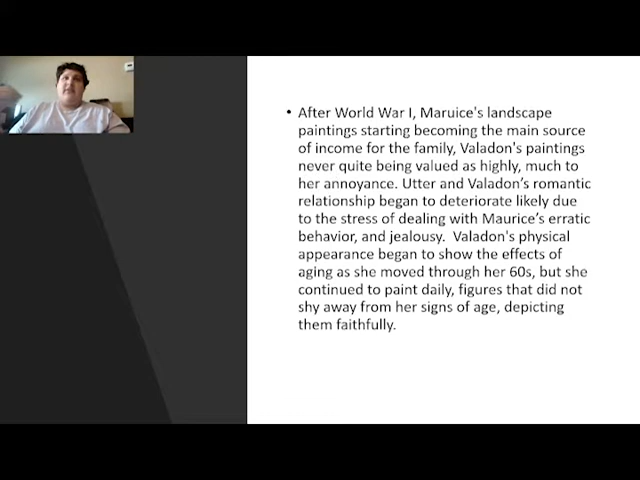 • After World War I, Maruice's landscape
paintings starting becoming the main source
of income for the family, Valadon's paintings
never quite being valued as highly, much to
her annoyance. Utter and Valadon’s romantic
relationship began to deteriorate likely due
to the stress of dealing with Maurice’s erratic
behavior, and jealousy.  Valadon's physical
appearance began to show the effects of
aging as she moved through her 60s, but she
continued to paint daily, figures that did not
shy away from her signs of age, depicting
them faithfully.